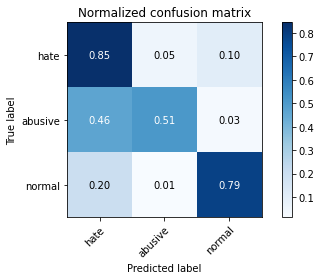 Normalized confusion matrix
True label
hate
abusive
normal
0.85 0.05 0.10
0.46 0.51 0.03
0.20 0.01 0.79
hate
abusive
normal
Predicted label
0.8
0.7
0.6
0.5
0.4
0.3
0.2
0.1